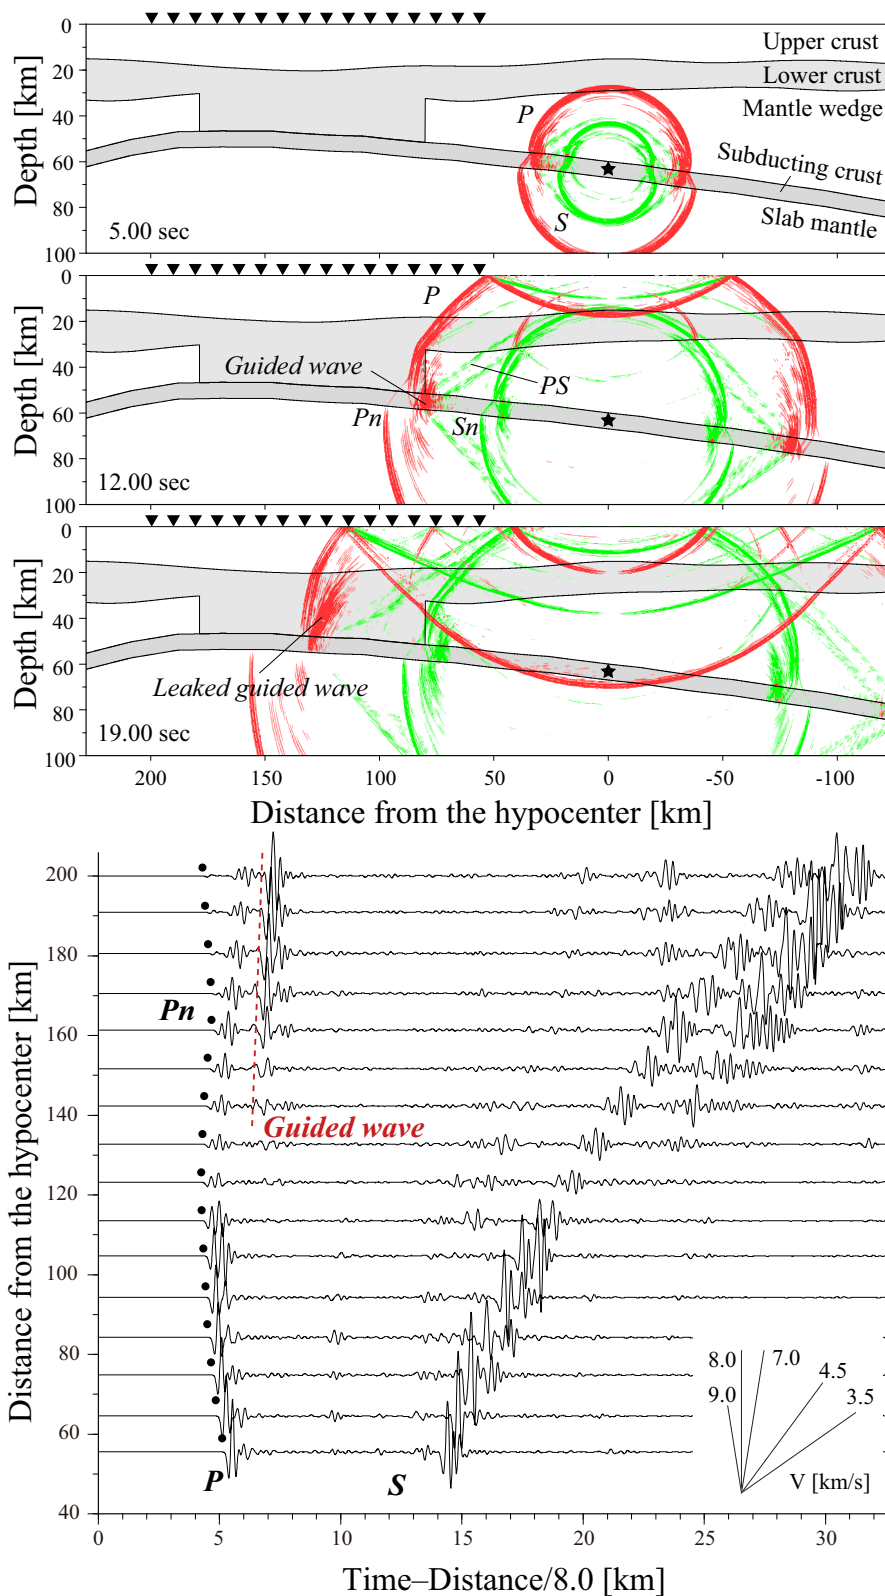 0
20
40
60
80
100
Depth [km]
Upper crust
Lower crust
Mantle wedge
Subducting crust
Slab mantle
P
S
5.00 sec
0
20
40
60
80
100
Depth [km]
P
Guided wave
PS
Pn
Sn
12.00 sec
0
20
40
60
80
100
Depth [km]
Leaked guided wave
19.00 sec
200 150 100 50 0 -50 -100
Distance from the hypocenter [km]
200
180
160
140
120
100
80
60
40
Distance from the hypocenter [km]
Pn
Guided wave
P
S
8.0
7.0
9.0
4.5
3.5
V [km/s]
0 5 10 15 20 25 30
Time–Distance/8.0 [km]